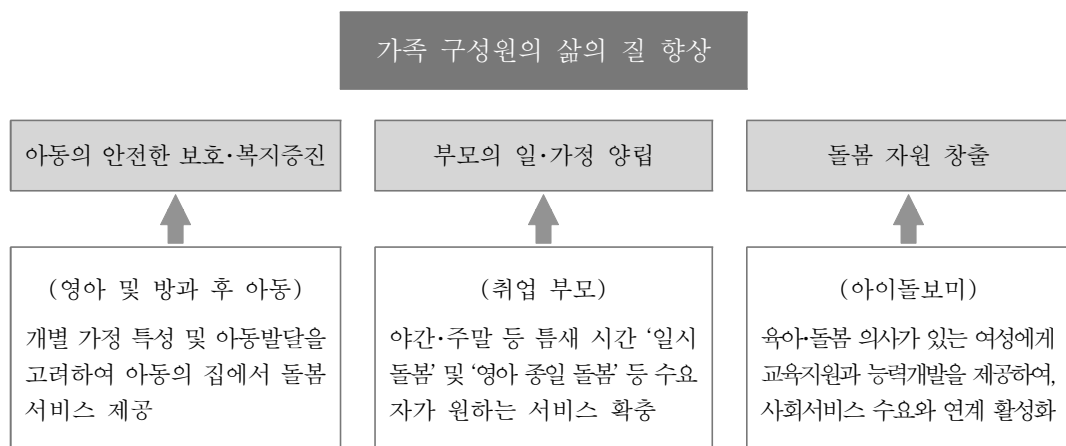 가족 구성원의 삶의 질 향상
아동의 안전한 보호·복지증진
부모의 일·가정 양립
돌봄 자원 창출
(영아 및 방과 후 아동)
개별 가정 특성 및 아동발달을
고려하여 아동의 집에서 돌봄
서비스 제공
(취업 부모)
야간·주말 등 틈새 시간 ‘일시
돌봄’ 및 ‘영아 종일 돌봄’ 등 수요
자가 원하는 서비스 확충
(아이돌보미)
육아·돌봄 의사가 있는 여성에게
교육지원과 능력개발을 제공하여,
사회서비스 수요와 연계 활성화